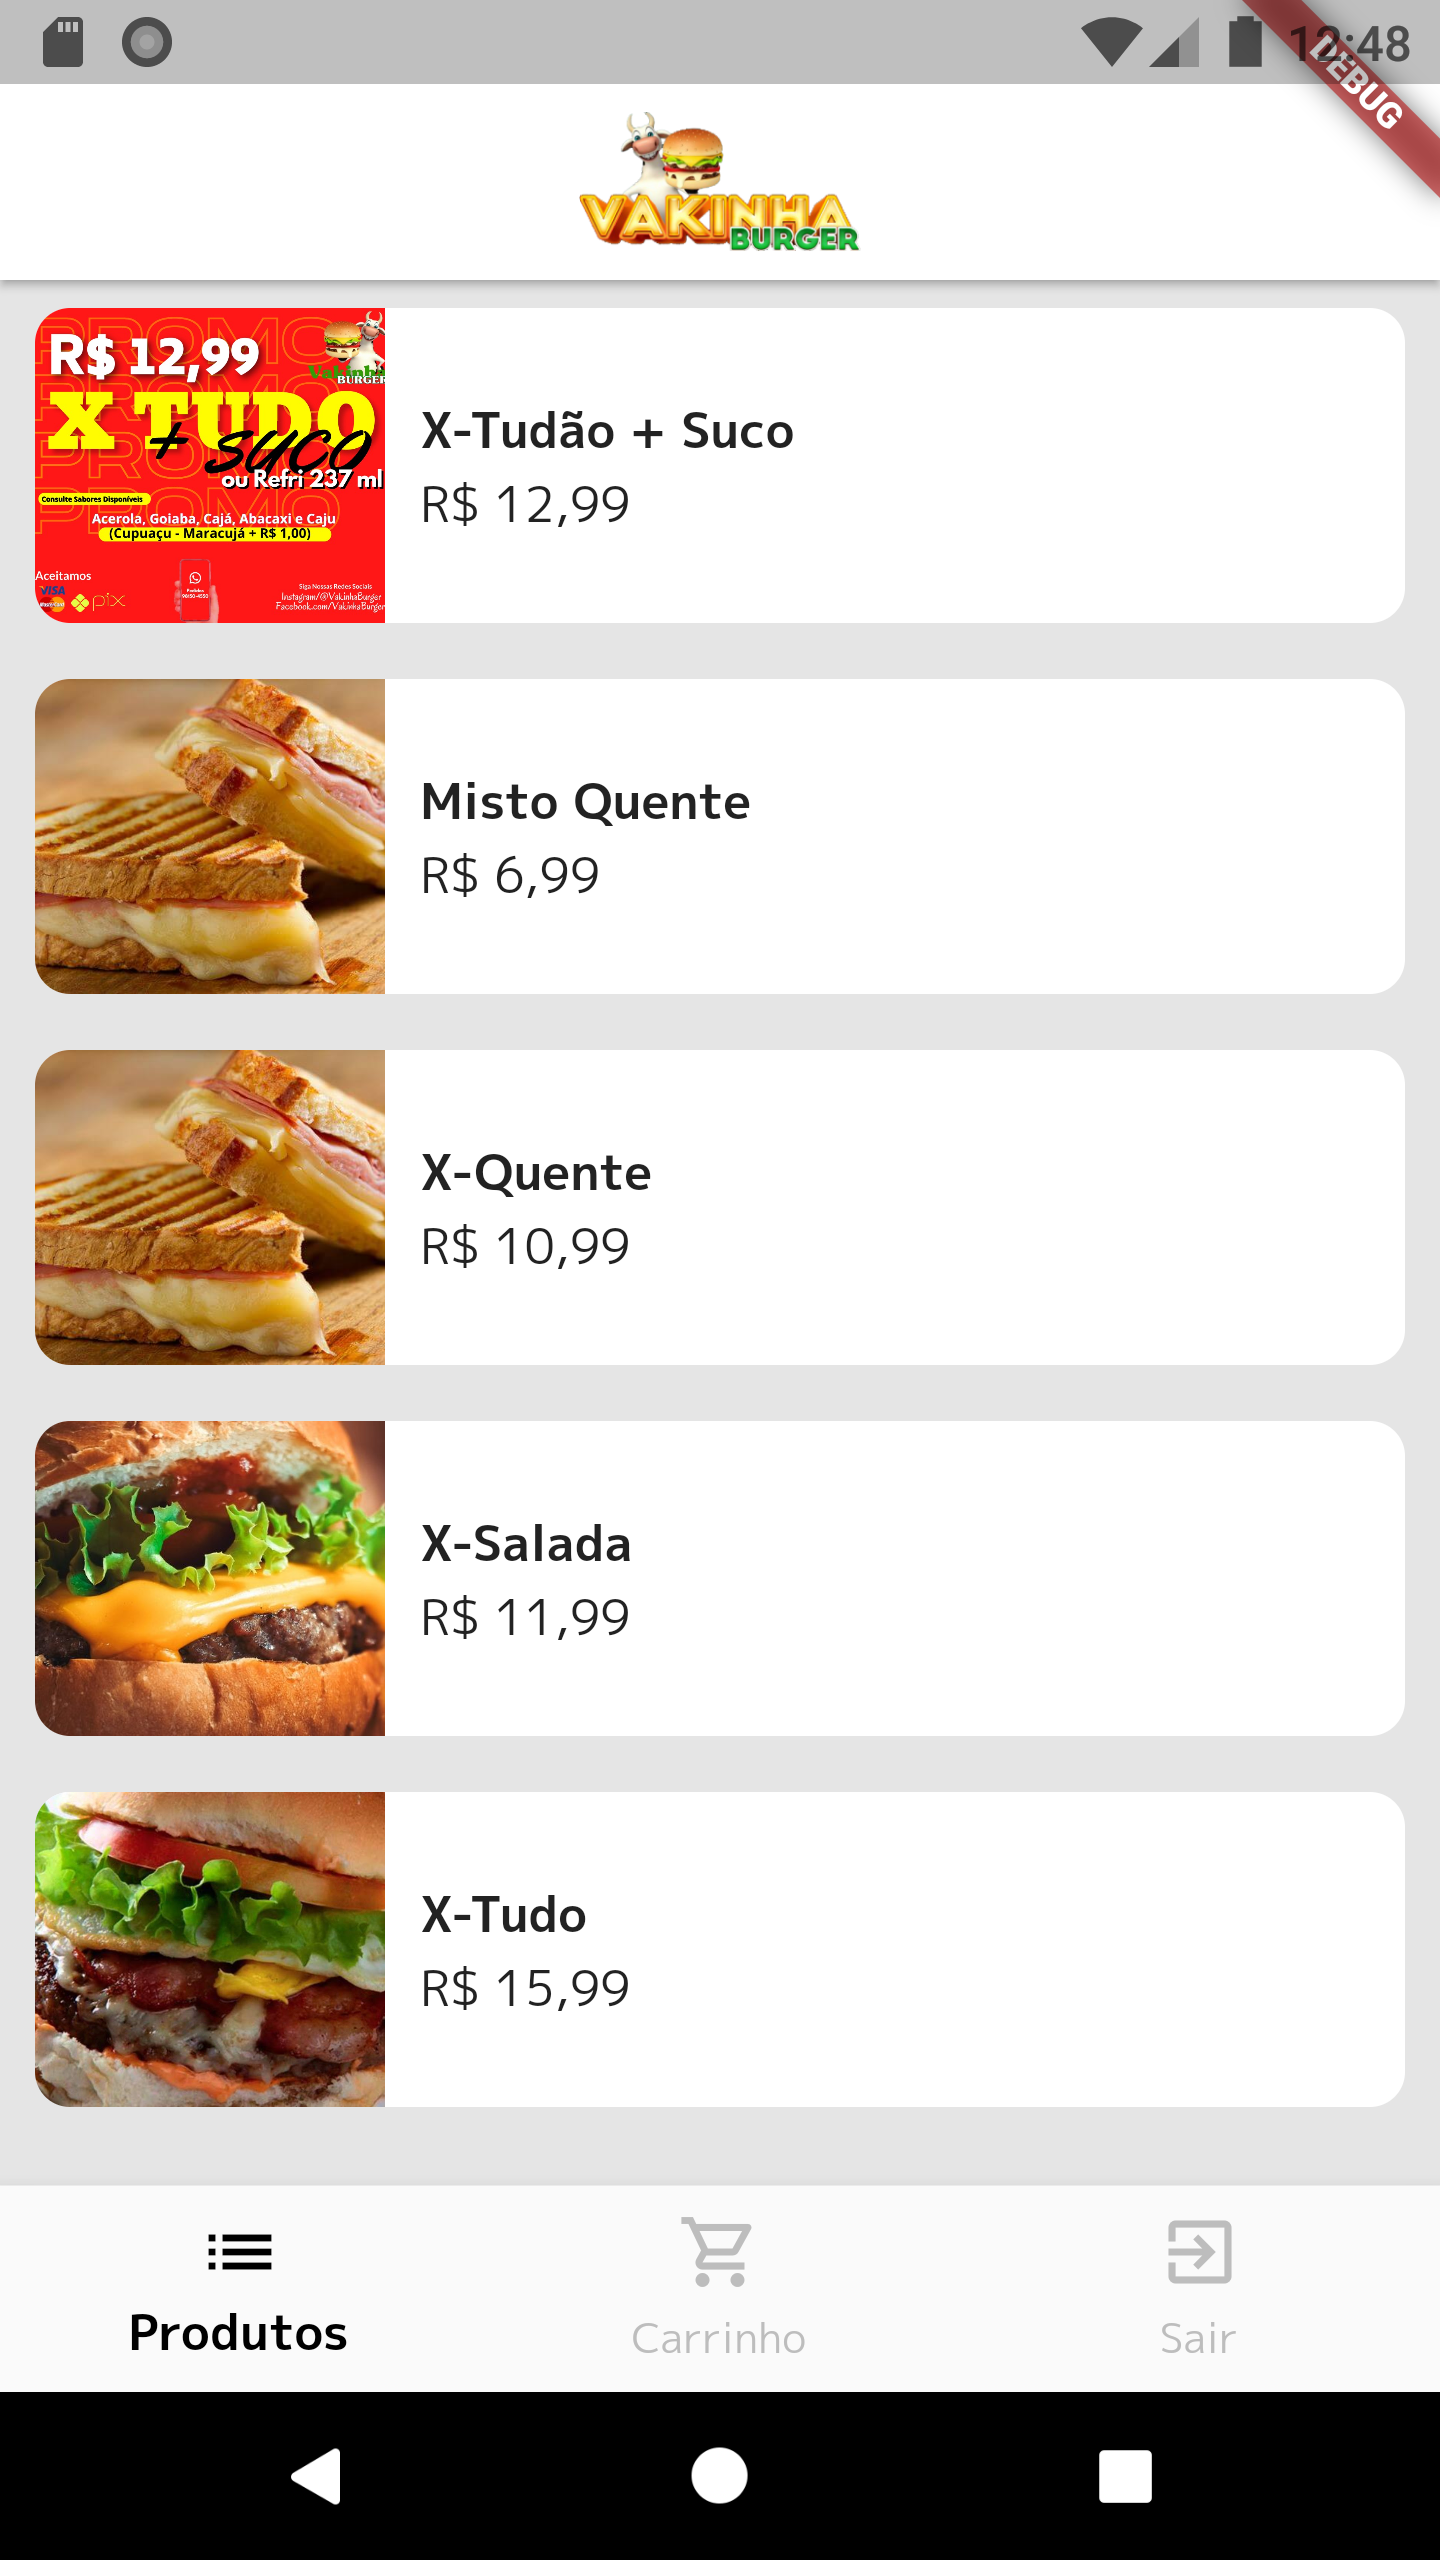 12:48
DEBUG
VAKINHA
BURGER
R$ 12,99
Vakinha
BURGER
X TUDO
+ SUCO
ou Refri 237 ml
Consulte Sabores Disponíveis
Acerola, Goiaba, Cajá, Abacaxi e Caju
(Cupuaçu - Maracujá + R$ 1,00)
Aceitamos
VISA
pix
Siga Nossas Redes Sociais
Instagram/@VakinhaBurger
Facebook.com/VakinhaBurger
X-Tudão + Suco
R$ 12,99
Misto Quente
R$ 6,99
X-Quente
R$ 10,99
X-Salada
R$ 11,99
X-Tudo
R$ 15,99
Produtos
Carrinho
Sair